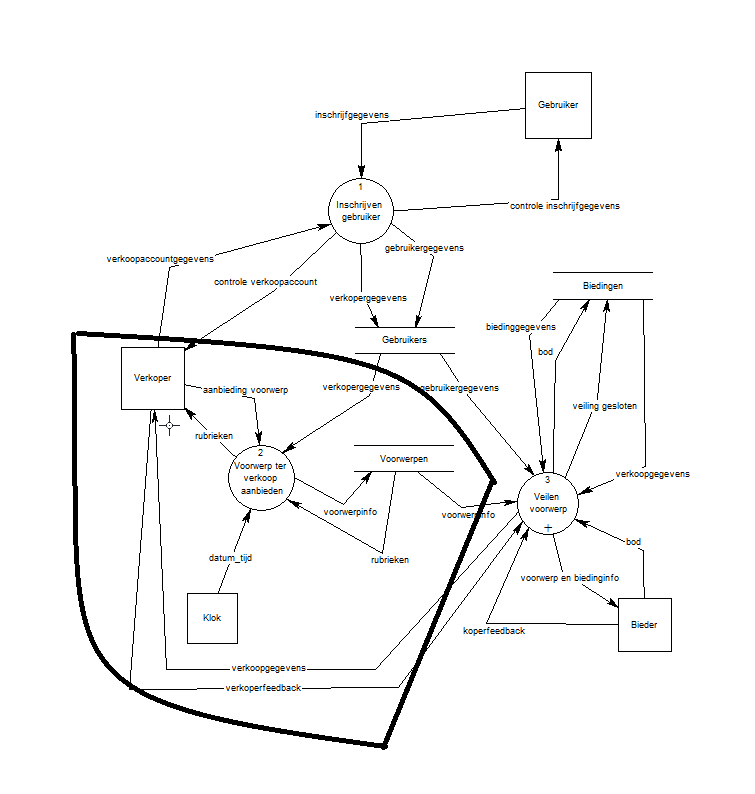 Gebruiker
inschrijfgegevens
1
Inschrijven
gebruiker
controle inschrijfgegevens
gebruikergegevens
verkoopaccountgegevens
controle verkoopaccount
verkopergegevens
Biedingen
biedinggegevens
Gebruikers
bod
Verkoper
aanbieding voorwerp
verkopergegevens
gebruikergegevens
veiling gesloten
rubrieken
2
Voorwerp ter
verkoop
aanbieden
Voorwerpen
verkoopgegevens
3
Veilen
voorwerp
voorwerpinfo
voorwerpinfo
bod
datum_tijd
rubrieken
voorwerp en biedinginfo
Klok
koperfeedback
Bieder
verkoopgegevens
verkoperfeedback